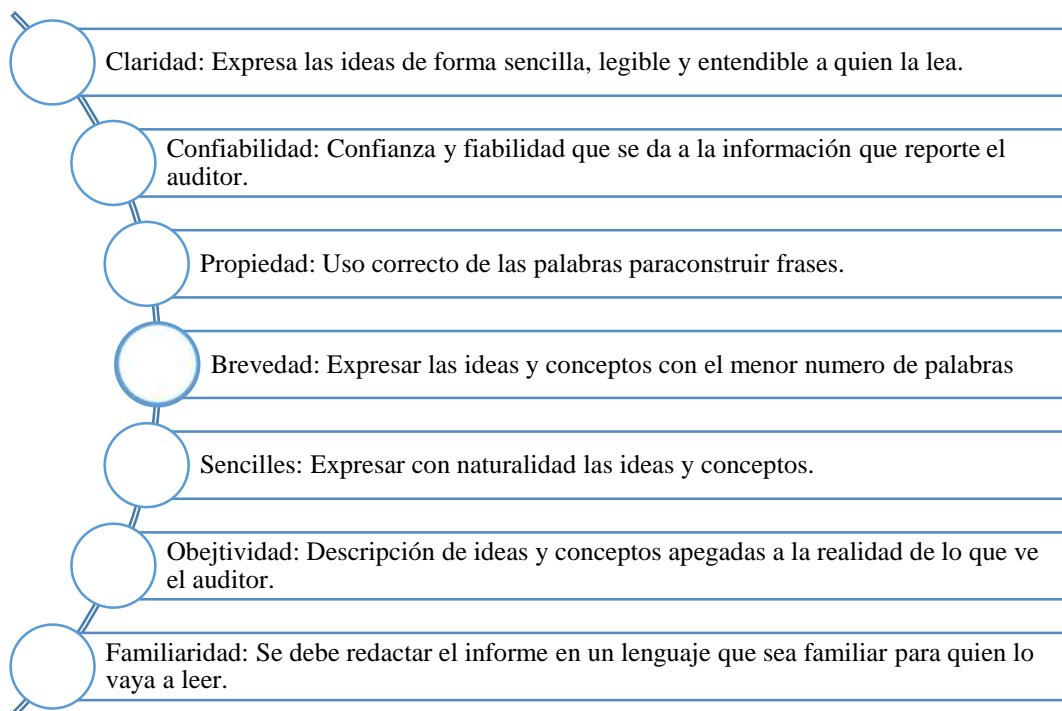 Claridad: Expresa las ideas de forma sencilla, legible y entendible a quien la lea.
Confiabilidad: Confianza y fiabilidad que se da a la información que reporte el
auditor.
Propiedad: Uso correcto de las palabras paraconstruir frases.
Brevedad: Expresar las ideas y conceptos con el menor numero de palabras
Sencilles: Expresar con naturalidad las ideas y conceptos.
Obejtividad: Descripción de ideas y conceptos apegadas a la realidad de lo que ve
el auditor.
Familiaridad: Se debe redactar el informe en un lenguaje que sea familiar para quien lo
vaya a leer.